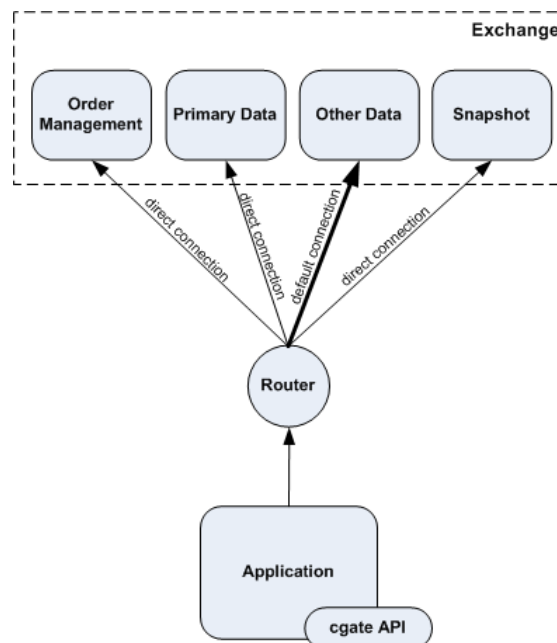 Exchange
Order
Management
Primary Data
Other Data
Snapshot
direct connection
direct connection
default connection
direct connection
Router
Application
cgate API